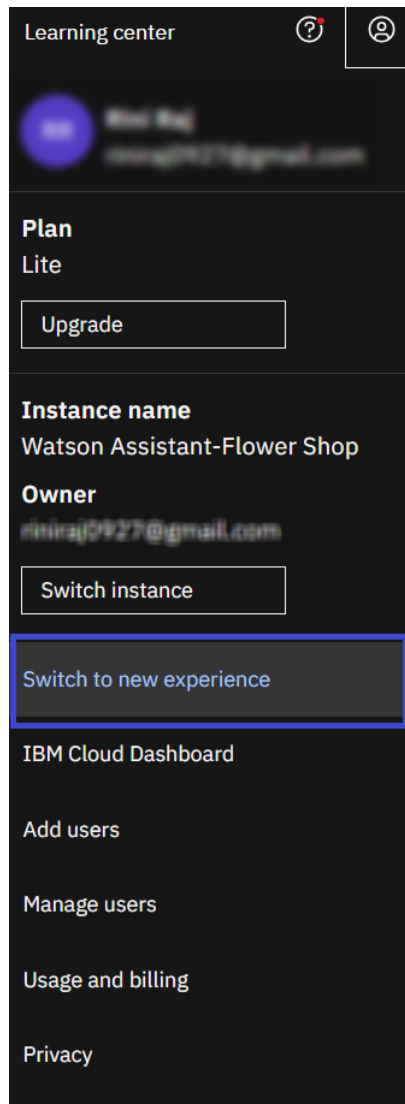 Learning center
Plan
Lite
Upgrade
Instance name
Watson Assistant-Flower Shop
Owner
Switch instance
Switch to new experience
IBM Cloud Dashboard
Add users
Manage users
Usage and billing
Privacy